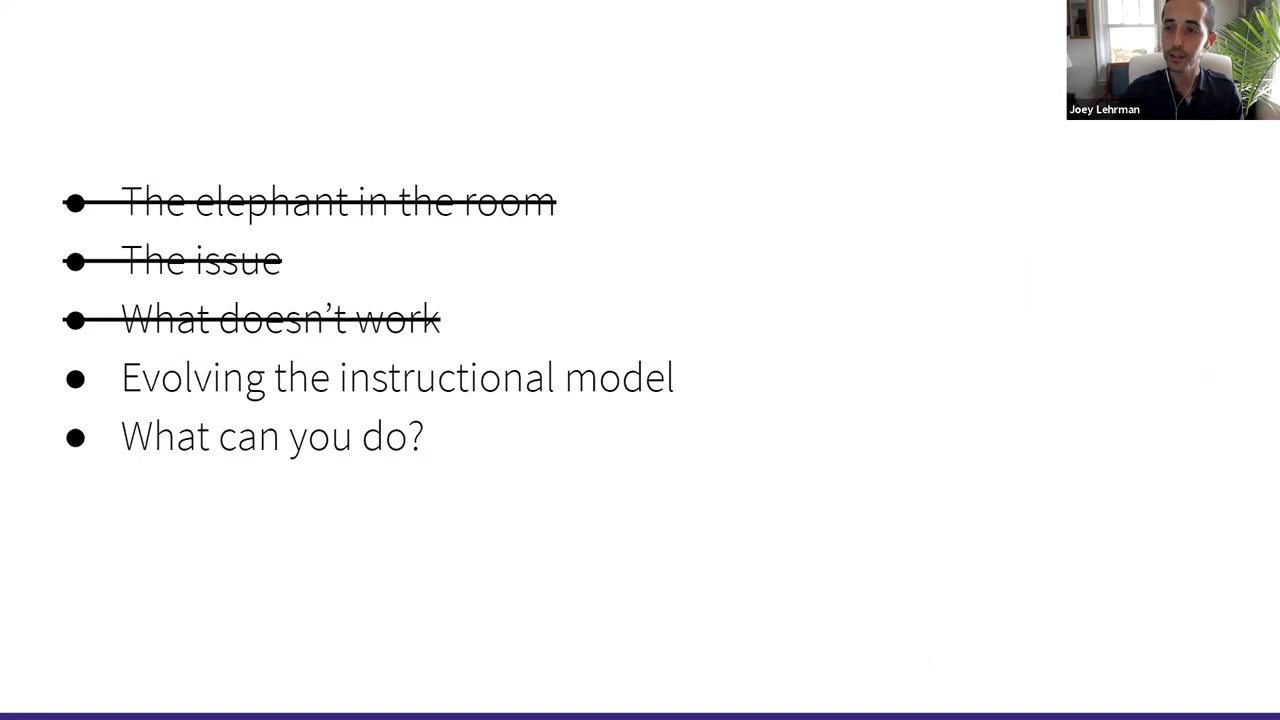 Joey Lehrman
● The elephant in the room
● The issue
● What doesn’t work
● Evolving the instructional model
● What can you do?